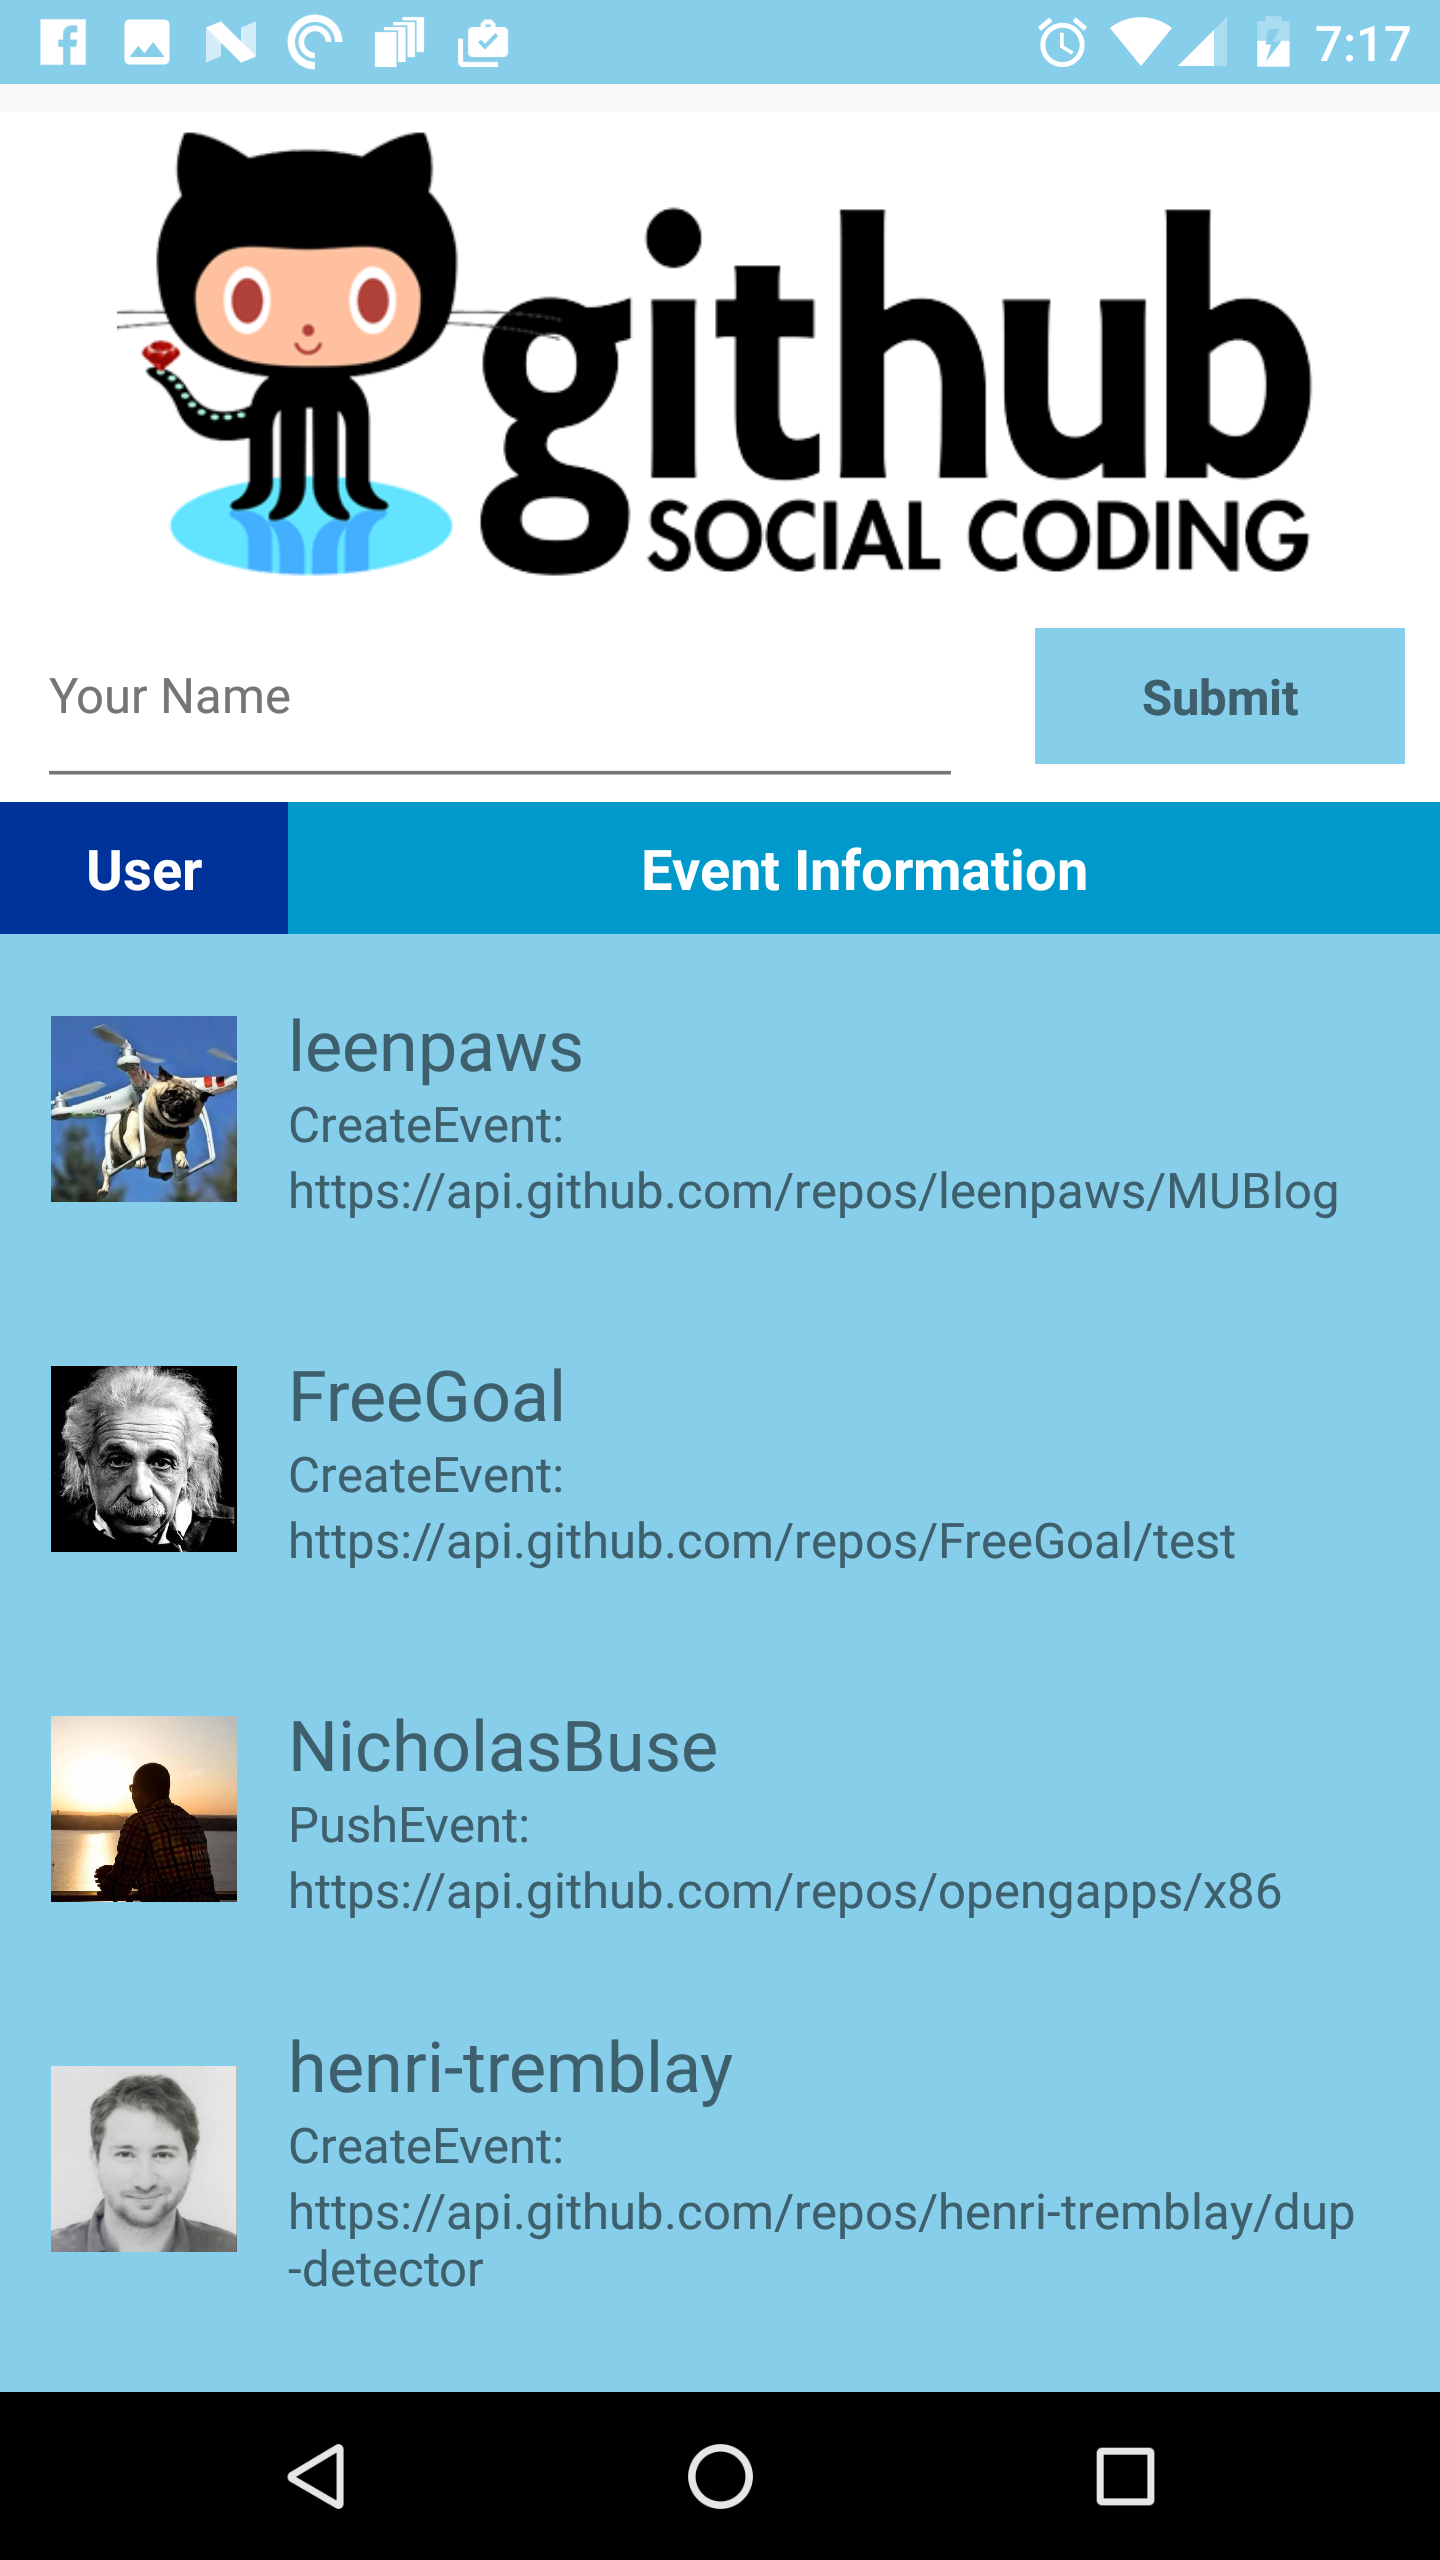 7:17
github
SOCIAL CODING
Your Name
Submit
User
Event Information
leenpaws
CreateEvent:
https://api.github.com/repos/leenpaws/MUBlog
FreeGoal
CreateEvent:
https://api.github.com/repos/FreeGoal/test
NicholasBuse
PushEvent:
https://api.github.com/repos/opengapps/x86
henri-tremblay
CreateEvent:
https://api.github.com/repos/henri-tremblay/dup
-detector